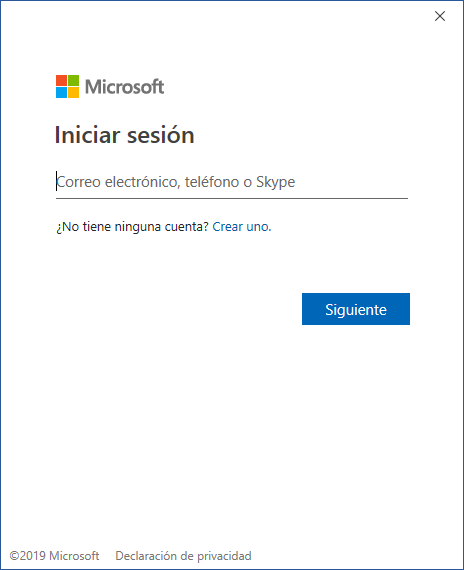 Microsoft
Iniciar sesión
Correo electrónico, teléfono o Skype
¿No tiene ninguna cuenta? Crear uno.
Siguiente
©2019 Microsoft Declaración de privacidad